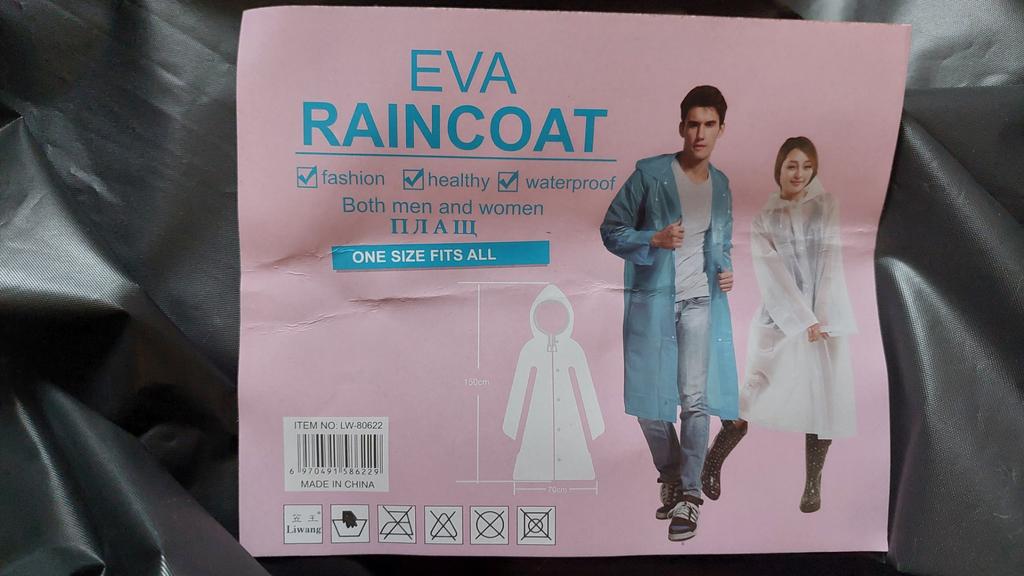 EVA
RAINCOAT
fashion healthy waterproof
Both men and women
ПЛАЩ
ONE SIZE FITS ALL
150cm
70cm
ITEM NO: LW-80622
6 970491 586229
MADE IN CHINA
Liwang